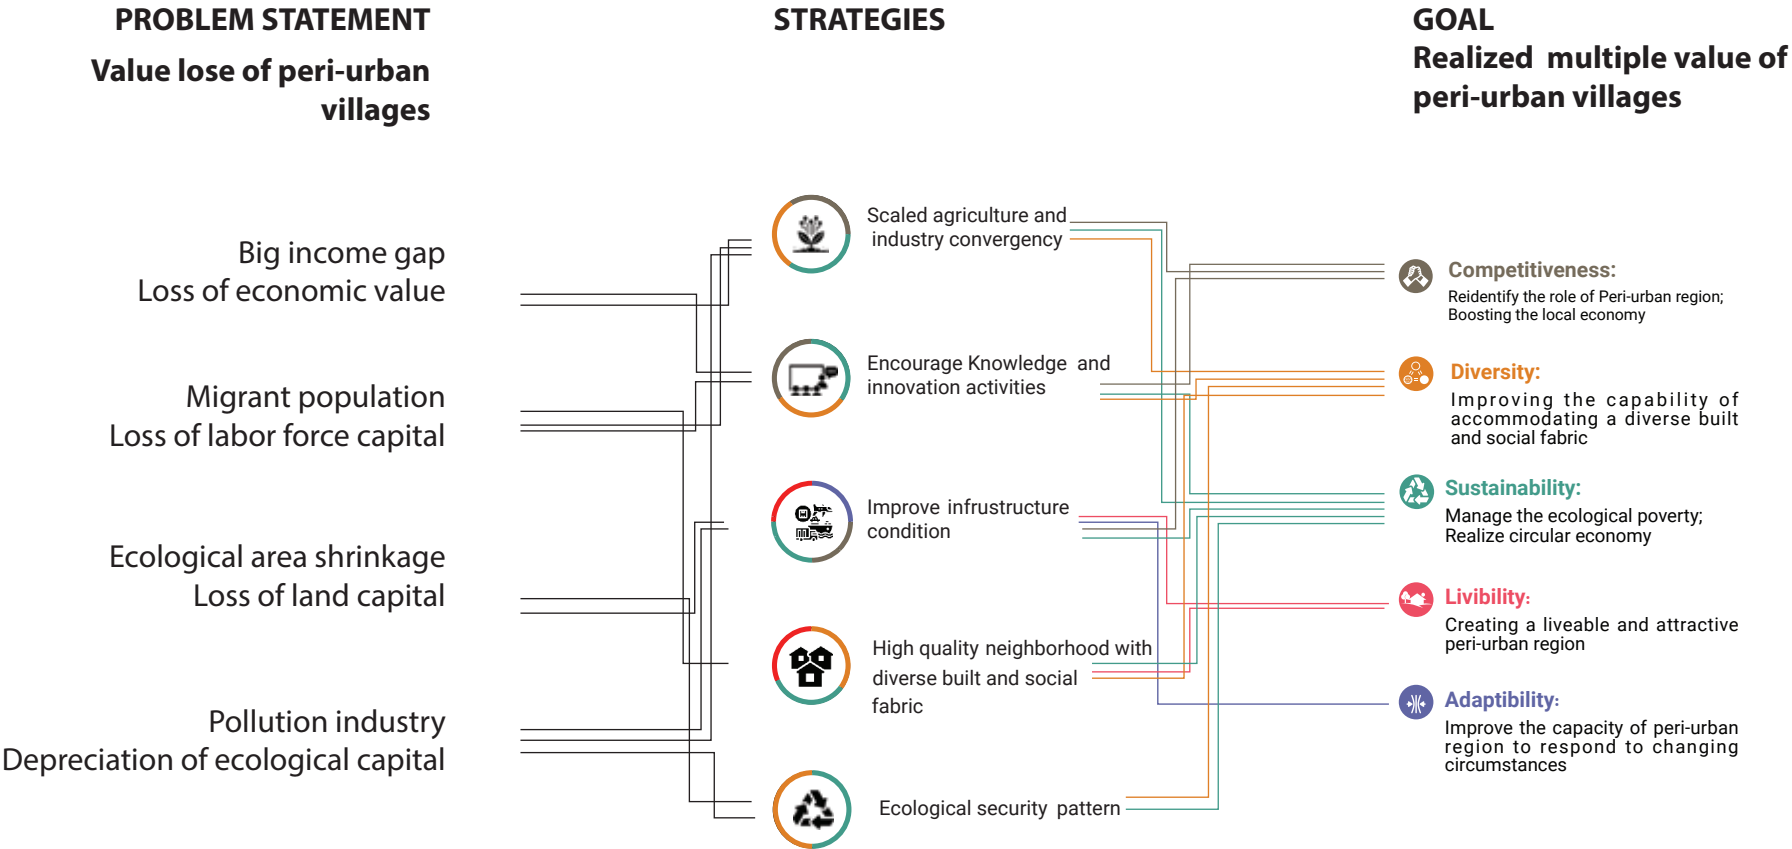 PROBLEM STATEMENT
Value lose of peri-urban
villages
Big income gap
Loss of economic value
Migrant population
Loss of labor force capital
Ecological area shrinkage
Loss of land capital
Pollution industry
Depreciation of ecological capital
STRATEGIES
Scaled agriculture and
industry convergency
Encourage Knowledge and
innovation activities
Improve infrustructure
condition
High quality neighborhood with
diverse built and social
fabric
Ecological security pattern
GOAL
Realized multiple value of
peri-urban villages
Competitiveness:
Reidentify the role of Peri-urban region;
Boosting the local economy
Diversity:
Improving the capability of
accommodating a diverse built
and social fabric
Sustainability:
Manage the ecological poverty;
Realize circular economy
Livibility:
Creating a liveable and attractive
peri-urban region
Adaptibility:
Improve the capacity of peri-urban
region to respond to changing
circumstances